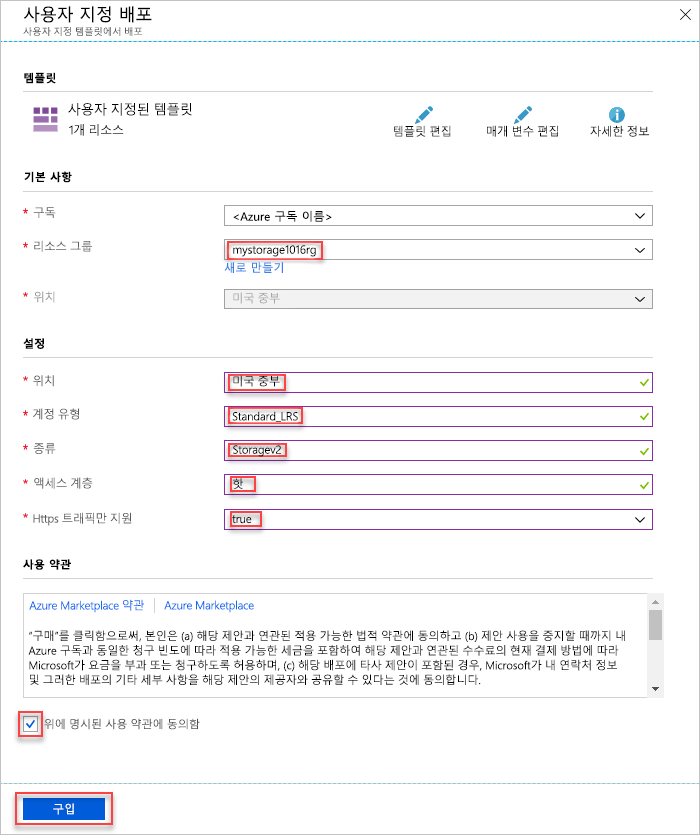 사용자 지정 배포
사용자 지정 템플릿에서 배포
템플릿
사용자 지정된 템플릿
1개 리소스
템플릿 편집
매개 변수 편집
자세한 정보
기본 사항
* 구독
<Azure 구독 이름>
* 리소스 그룹
mystorage1016rg
새로 만들기
* 위치
미국 중부
설정
* 위치
미국 중부
* 계정 유형
Standard_LRS
* 종류
Storagev2
* 액세스 계층
핫
* Https 트래픽만 지원
true
사용 약관
Azure Marketplace 약관 | Azure Marketplace
"구매"를 클릭함으로써, 본인은 (a) 해당 제안과 연관된 적용 가능한 법적 약관에 동의하고 (b) 제안 사용을 중지할 때까지 내
Azure 구독과 동일한 청구 빈도에 따라 적용 가능한 세금을 포함하여 해당 제안과 연관된 수수료의 현재 결제 방법에 따라
Microsoft가 요금을 부과 또는 청구하도록 허용하며, (c) 해당 배포에 타사 제안이 포함된 경우, Microsoft가 내 연락처 정보
및 그러한 배포의 기타 세부 사항을 해당 제안의 제공자와 공유할 수 있다는 것에 동의합니다.
위에 명시된 사용 약관에 동의함
구입